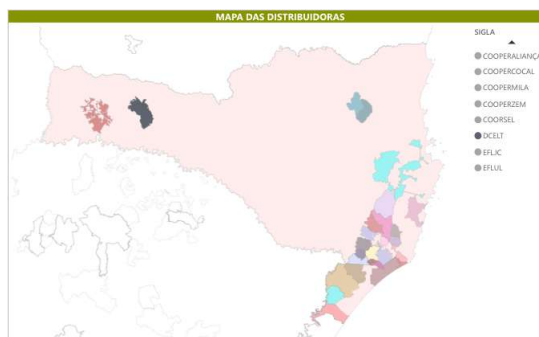 MAPA DAS DISTRIBUIDORAS
SIGLA
COOPERALIANÇA
COOPERCOCAL
COOPERMILA
COOPERZEM
COORSEL
DCELT
EFLJC
EFLUL